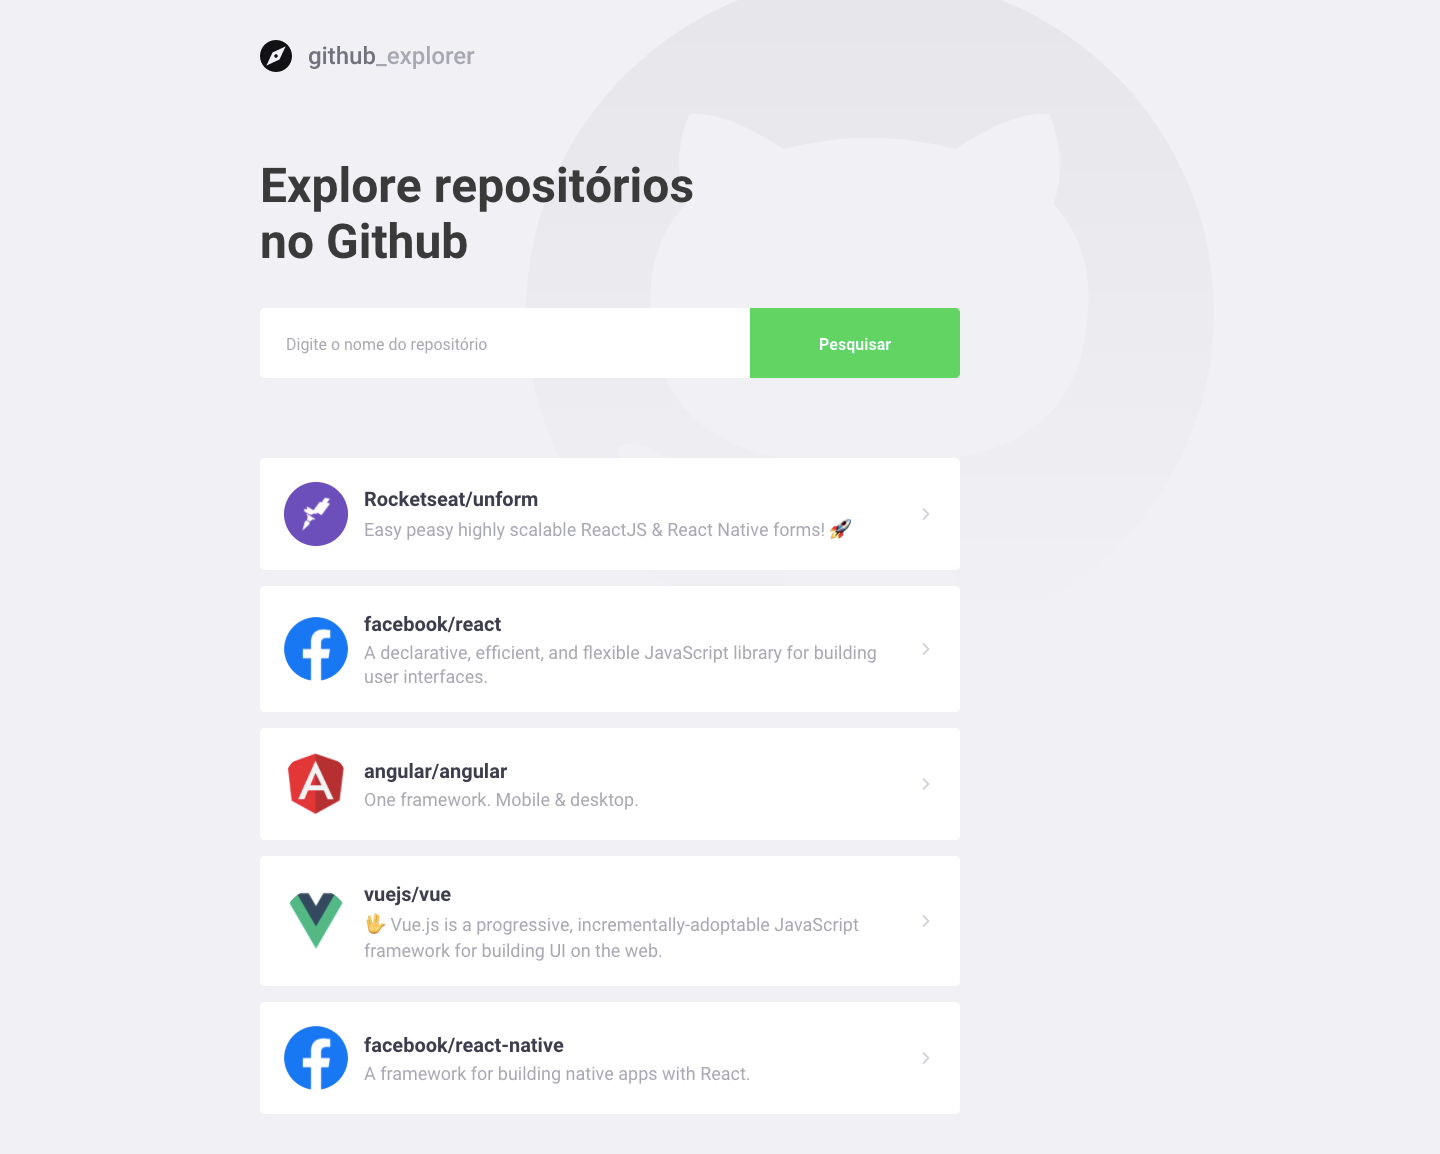 github_explorer
Explore repositórios
no Github
Digite o nome do repositório
Pesquisar
Rocketseat/unform
Easy peasy highly scalable ReactJS & React Native forms! 🚀
facebook/react
A declarative, efficient, and flexible JavaScript library for building
user interfaces.
angular/angular
One framework. Mobile & desktop.
vuejs/vue
🖖 Vue.js is a progressive, incrementally-adoptable JavaScript
framework for building UI on the web.
facebook/react-native
A framework for building native apps with React.